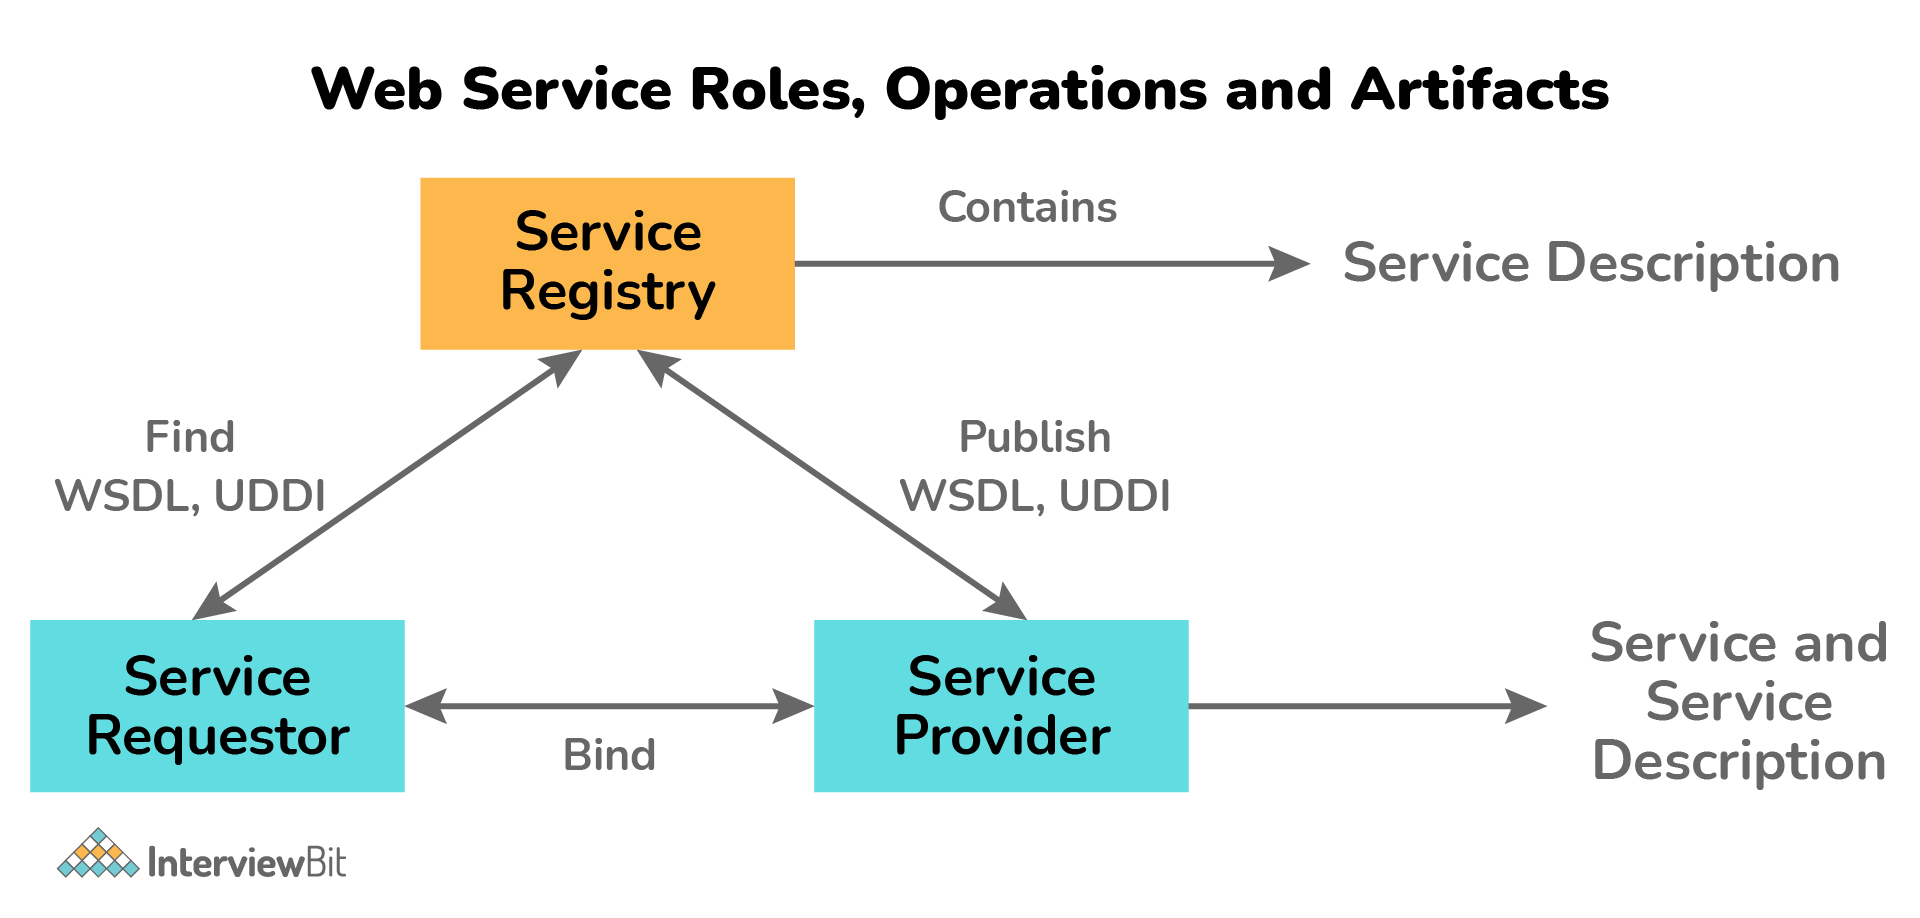 Web Service Roles, Operations and Artifacts
Service
Registry
Contains
Service Description
Find
WSDL, UDDI
Publish
WSDL, UDDI
Service
Requestor
Bind
Service
Provider
Service and
Service
Description
InterviewBit